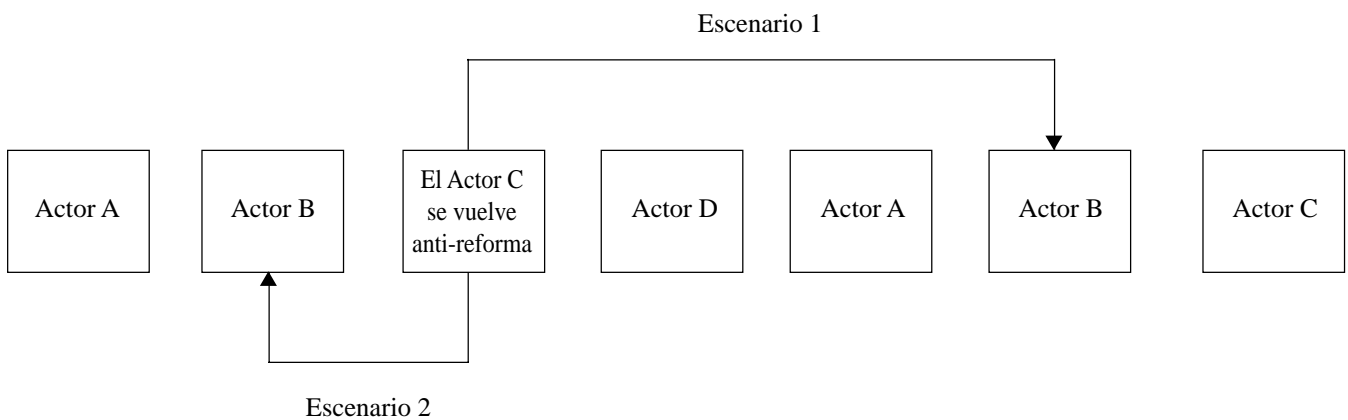 Escenario 1
Actor A
Actor B
El Actor C
se vuelve
anti-reforma
Actor D
Actor A
Actor B
Actor C
Escenario 2